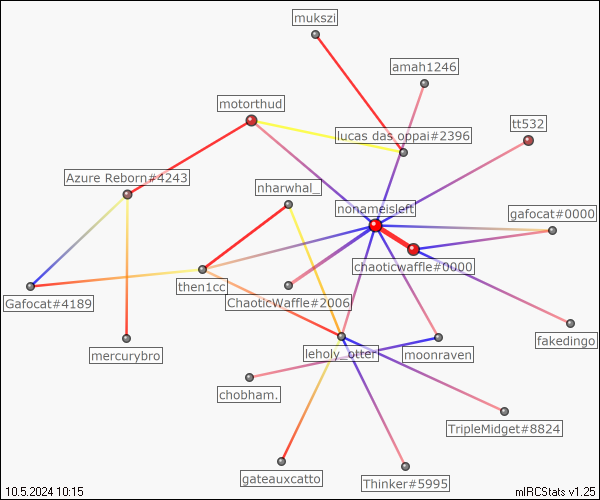 mukszi
amah1246
motorthud
tt532
lucas das oppai#2396
Azure Reborn#4243
nharwhal_
nonameisleft
gafocat#0000
chaoticwaffle#0000
then1cc
Gafocat#4189
ChaoticWaffle#2006
fakedingo
mercurybro
leholy_otter
moonraven
chobham.
TripleMidget#8824
gateauxcatto
Thinker#5995
10.5.2024 10:15
mIRCStats v1.25